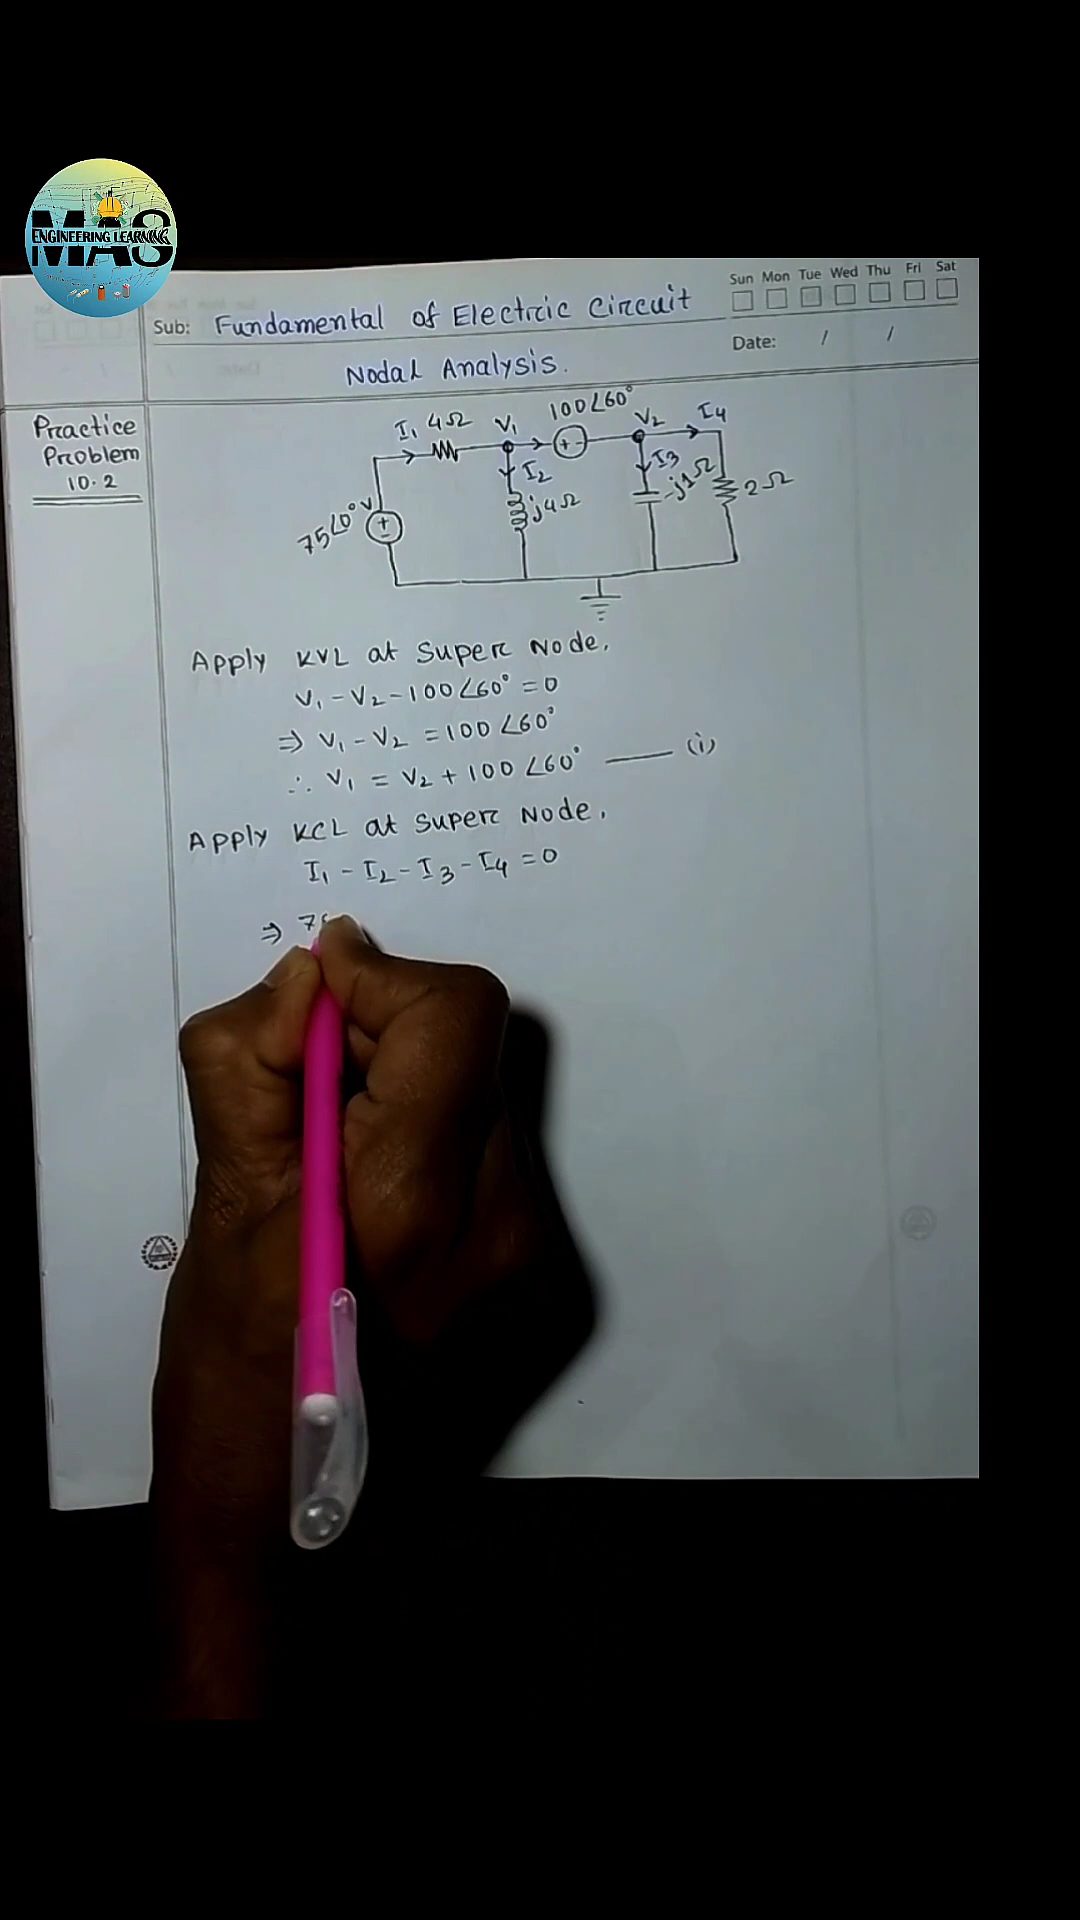 MAS
ENGINEERING LEARNING
Sun Mon Tue Wed Thu Fri Sat
Sub: Fundamental of Electric Circuit
Date: / /
Nodal Analysis.
Practice
Problem
10.2
I₁ 4Ω V₁ 100∠60° V₂ I₄
I₂ I₃
75∠0° V + - j4Ω -j1Ω 2Ω
Apply KVL at Super Node,
V₁ - V₂ - 100∠60° = 0
⇒ V₁ - V₂ = 100∠60°
∴ V₁ = V₂ + 100∠60° —— (i)
Apply KCL at Super Node,
I₁ - I₂ - I₃ - I₄ = 0
⇒ 75